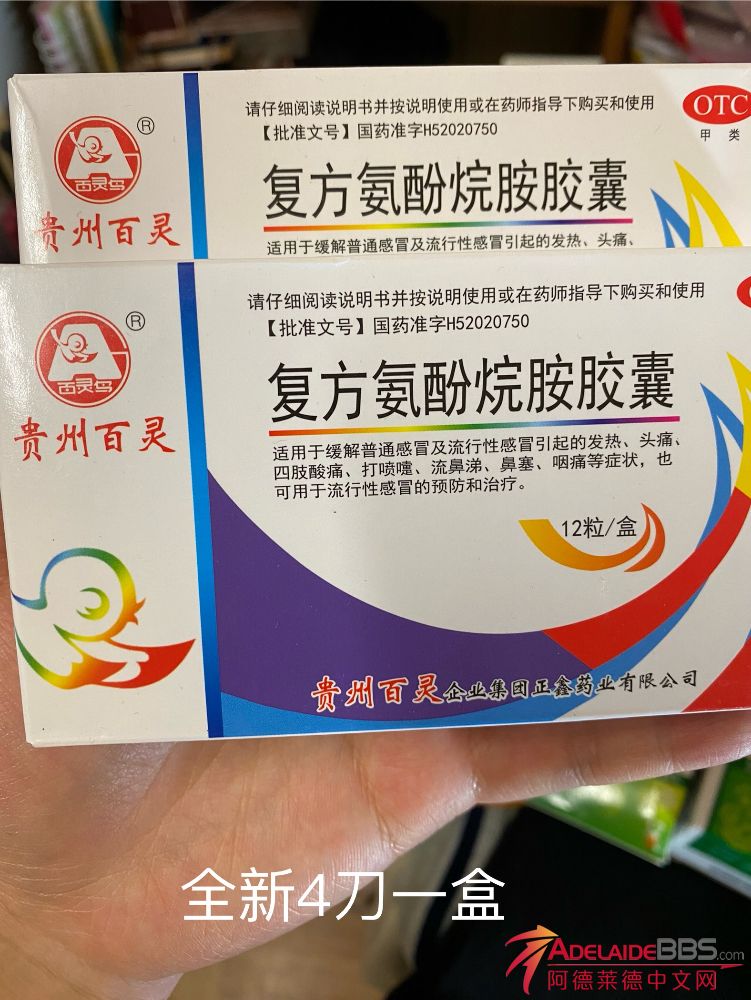 请仔细阅读说明书并按说明使用或在药师指导下购买和使用
OTC
【批准文号】国药准字H52020750
甲 类
百灵鸟
®
复方氨酚烷胺胶囊
贵州百灵
适用于缓解普通感冒及流行性感冒引起的发热、头痛、
请仔细阅读说明书并按说明使用或在药师指导下购买和使用
【批准文号】国药准字H52020750
百灵鸟
®
复方氨酚烷胺胶囊
贵州百灵
适用于缓解普通感冒及流行性感冒引起的发热、头痛、
四肢酸痛、打喷嚏、流鼻涕、鼻塞、咽痛等症状，也
可用于流行性感冒的预防和治疗。
12粒/盒
贵州百灵企业集团正鑫药业有限公司
全新4刀一盒
ADELAIDEBBS.com
阿德莱德中文网